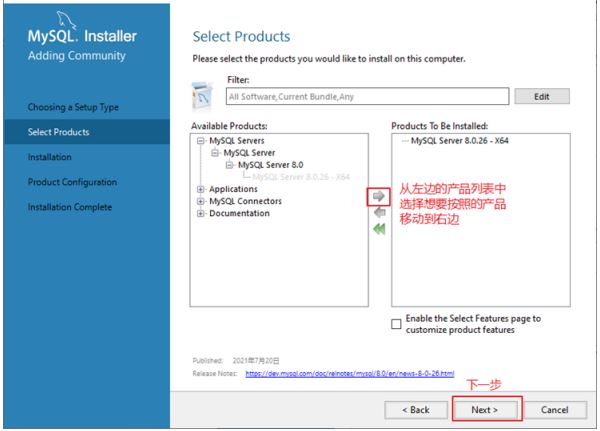 MySQL. Installer
Adding Community
Choosing a Setup Type
Select Products
Installation
Product Configuration
Installation Complete
Select Products
Please select the products you would like to install on this computer.
Filter:
All Software,Current Bundle,Any
Edit
Available Products:
MySQL Servers
MySQL Server
MySQL Server 8.0
MySQL Server 8.0.26 - X64
Applications
MySQL Connectors
Documentation
Products To Be Installed:
MySQL Server 8.0.26 - X64
从左边的产品列表中
选择想要按照的产品
移动到右边
Enable the Select Features page to
customize product features
Published: 2021年7月20日
Release Notes: https://dev.mysql.com/doc/relnotes/mysql/8.0/en/news-8-0-26.html
下一步
< Back
Next >
Cancel